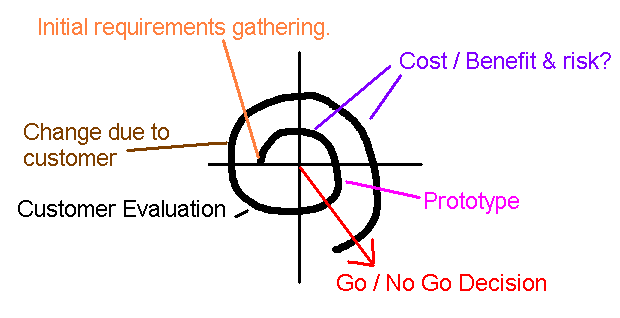 Initial requirements gathering.
Cost / Benefit & risk?
Change due to
customer
Prototype
Customer Evaluation
Go / No Go Decision